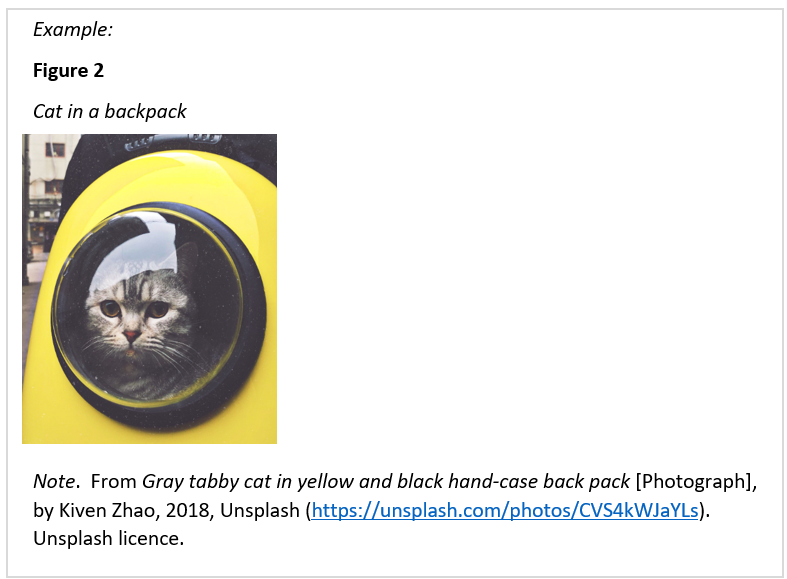 Example:
Figure 2
Cat in a backpack
Note.  From Gray tabby cat in yellow and black hand-case back pack [Photograph],
by Kiven Zhao, 2018, Unsplash (https://unsplash.com/photos/CVS4kWJaYLs).
Unsplash licence.